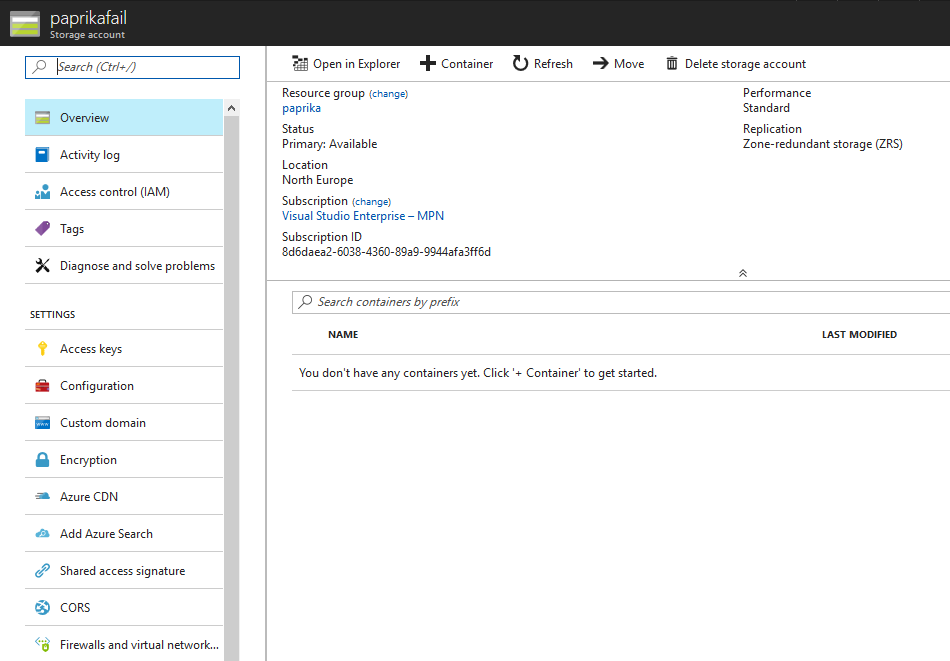 paprikafail
Storage account
Search (Ctrl+/)
Overview
Activity log
Access control (IAM)
Tags
Diagnose and solve problems
SETTINGS
Access keys
Configuration
Custom domain
Encryption
Azure CDN
Add Azure Search
Shared access signature
CORS
Firewalls and virtual network...
Open in Explorer Container Refresh Move Delete storage account
Resource group (change)
paprika
Status
Primary: Available
Location
North Europe
Subscription (change)
Visual Studio Enterprise – MPN
Subscription ID
8d6daea2-6038-4360-89a9-9944afa3ff6d
Performance
Standard
Replication
Zone-redundant storage (ZRS)
Search containers by prefix
NAME LAST MODIFIED
You don't have any containers yet. Click '+ Container' to get started.